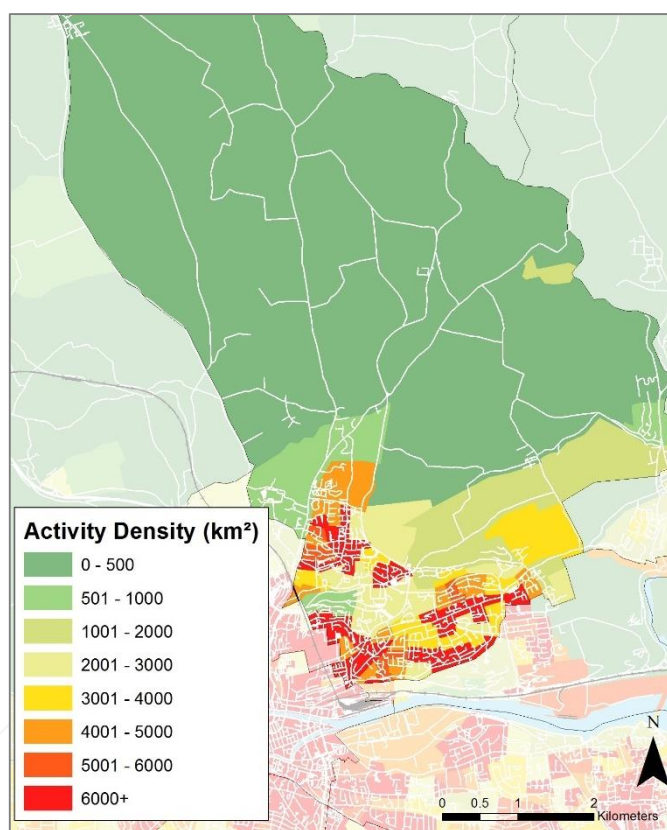 Activity Density (km²)
0 - 500
501 - 1000
1001 - 2000
2001 - 3000
3001 - 4000
4001 - 5000
5001 - 6000
6000+
N
0 0.5 1 2
Kilometers